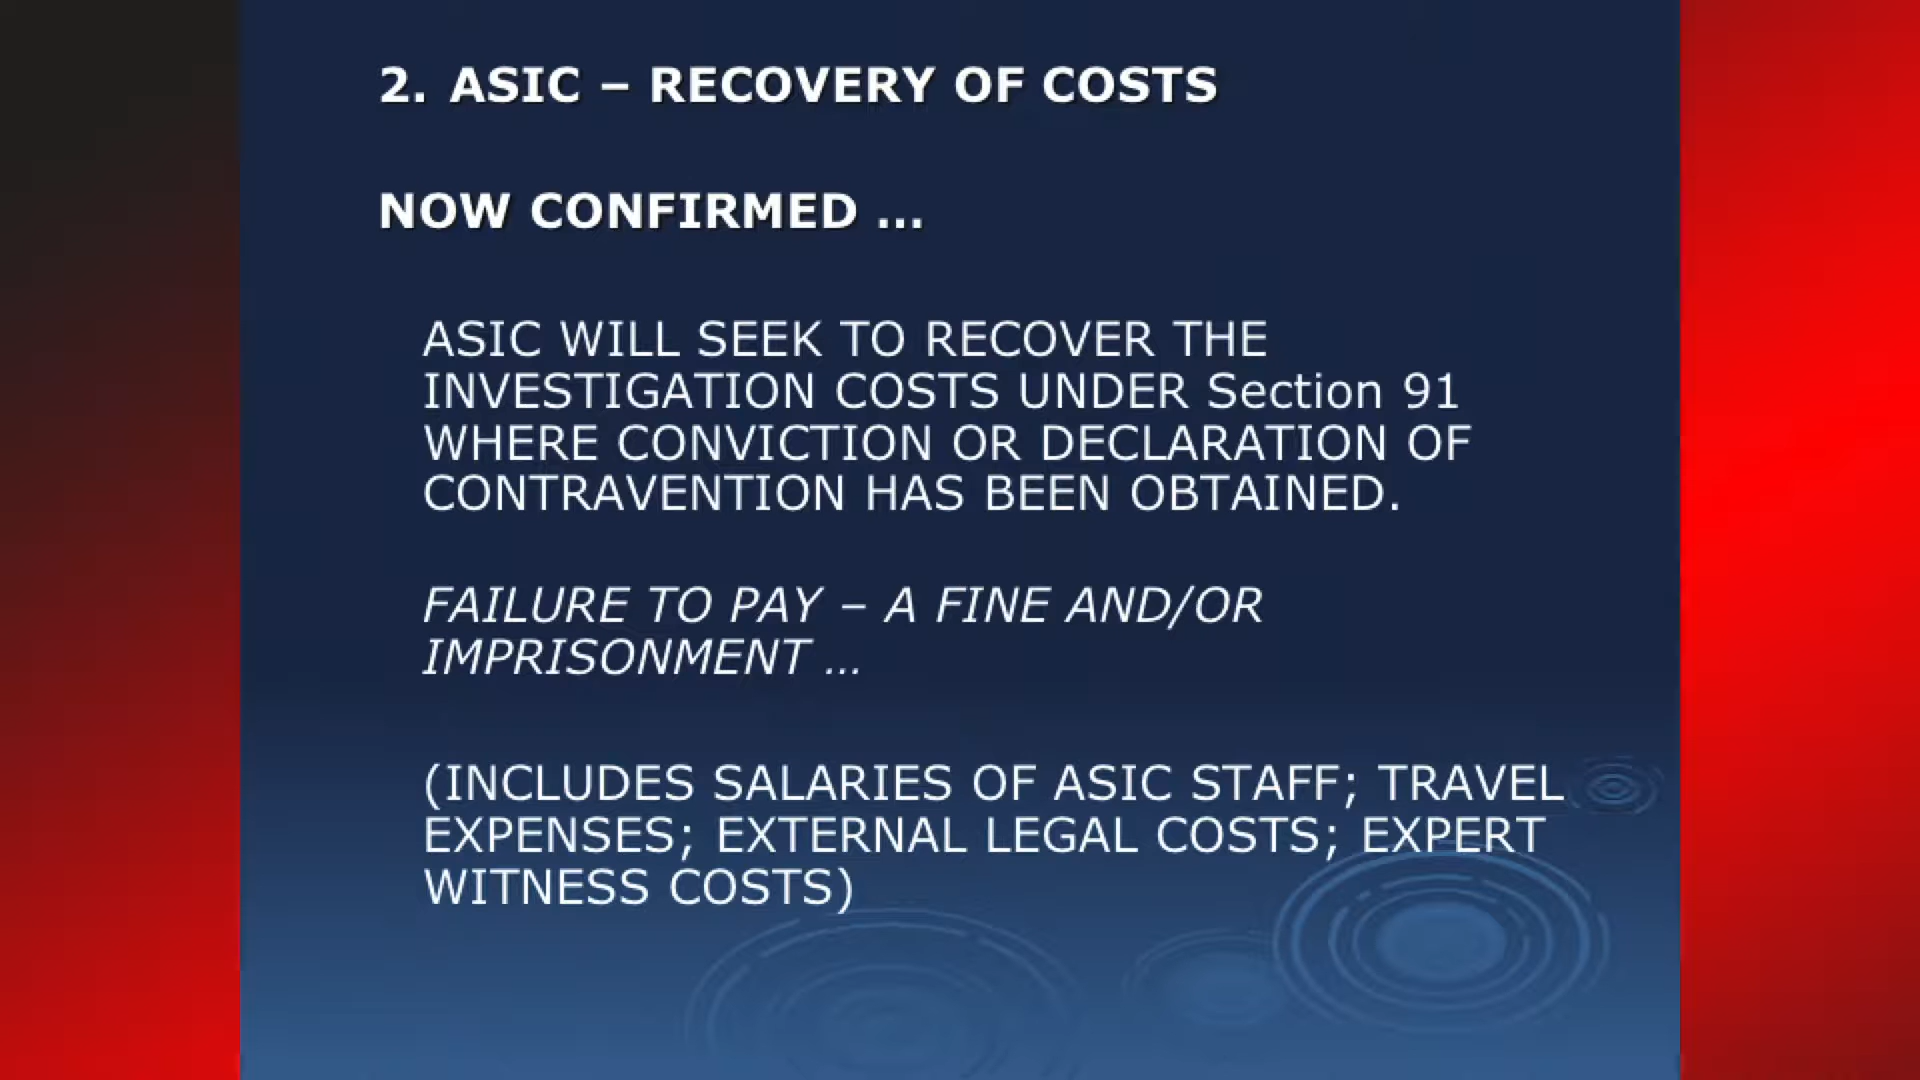 2. ASIC – RECOVERY OF COSTS
NOW CONFIRMED ...
ASIC WILL SEEK TO RECOVER THE
INVESTIGATION COSTS UNDER Section 91
WHERE CONVICTION OR DECLARATION OF
CONTRAVENTION HAS BEEN OBTAINED.
FAILURE TO PAY – A FINE AND/OR
IMPRISONMENT ...
(INCLUDES SALARIES OF ASIC STAFF; TRAVEL
EXPENSES; EXTERNAL LEGAL COSTS; EXPERT
WITNESS COSTS)